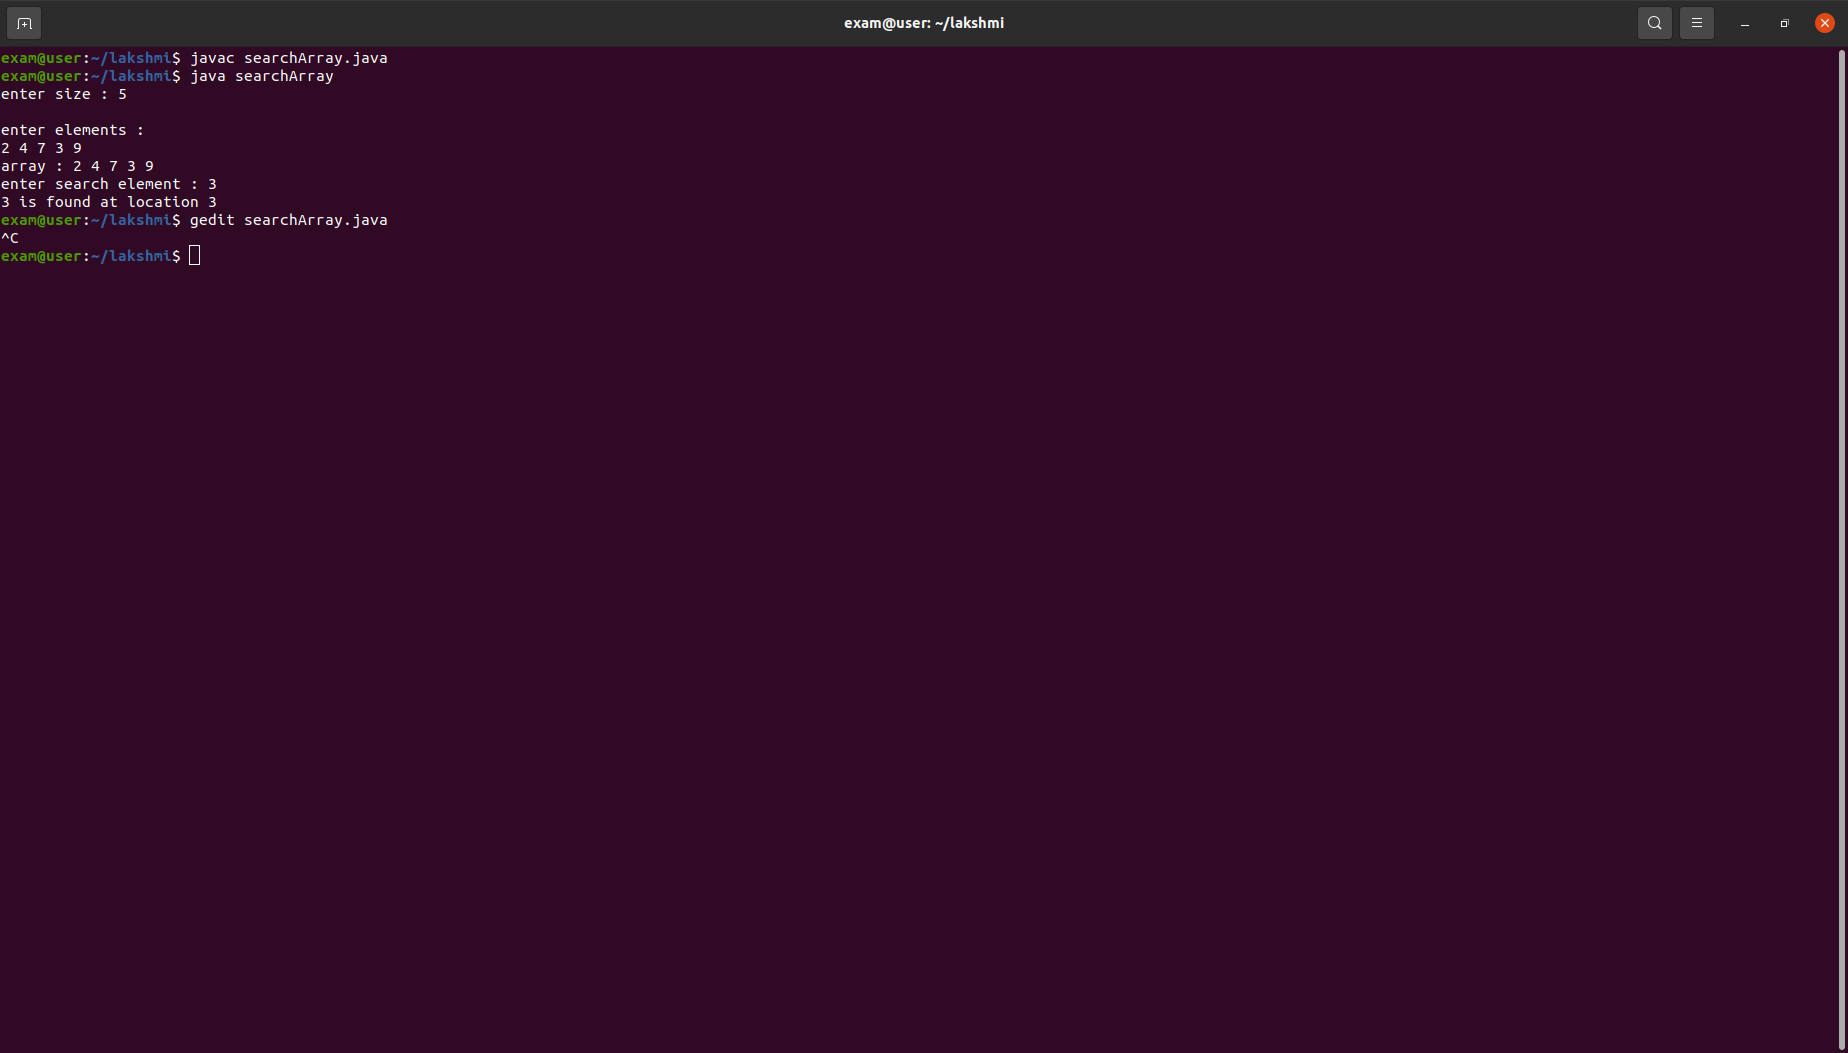 exam@user: ~/lakshmi
exam@user:~/lakshmi$ javac searchArray.java
exam@user:~/lakshmi$ java searchArray
enter size : 5
enter elements :
2 4 7 3 9
array : 2 4 7 3 9
enter search element : 3
3 is found at location 3
exam@user:~/lakshmi$ gedit searchArray.java
^C
exam@user:~/lakshmi$